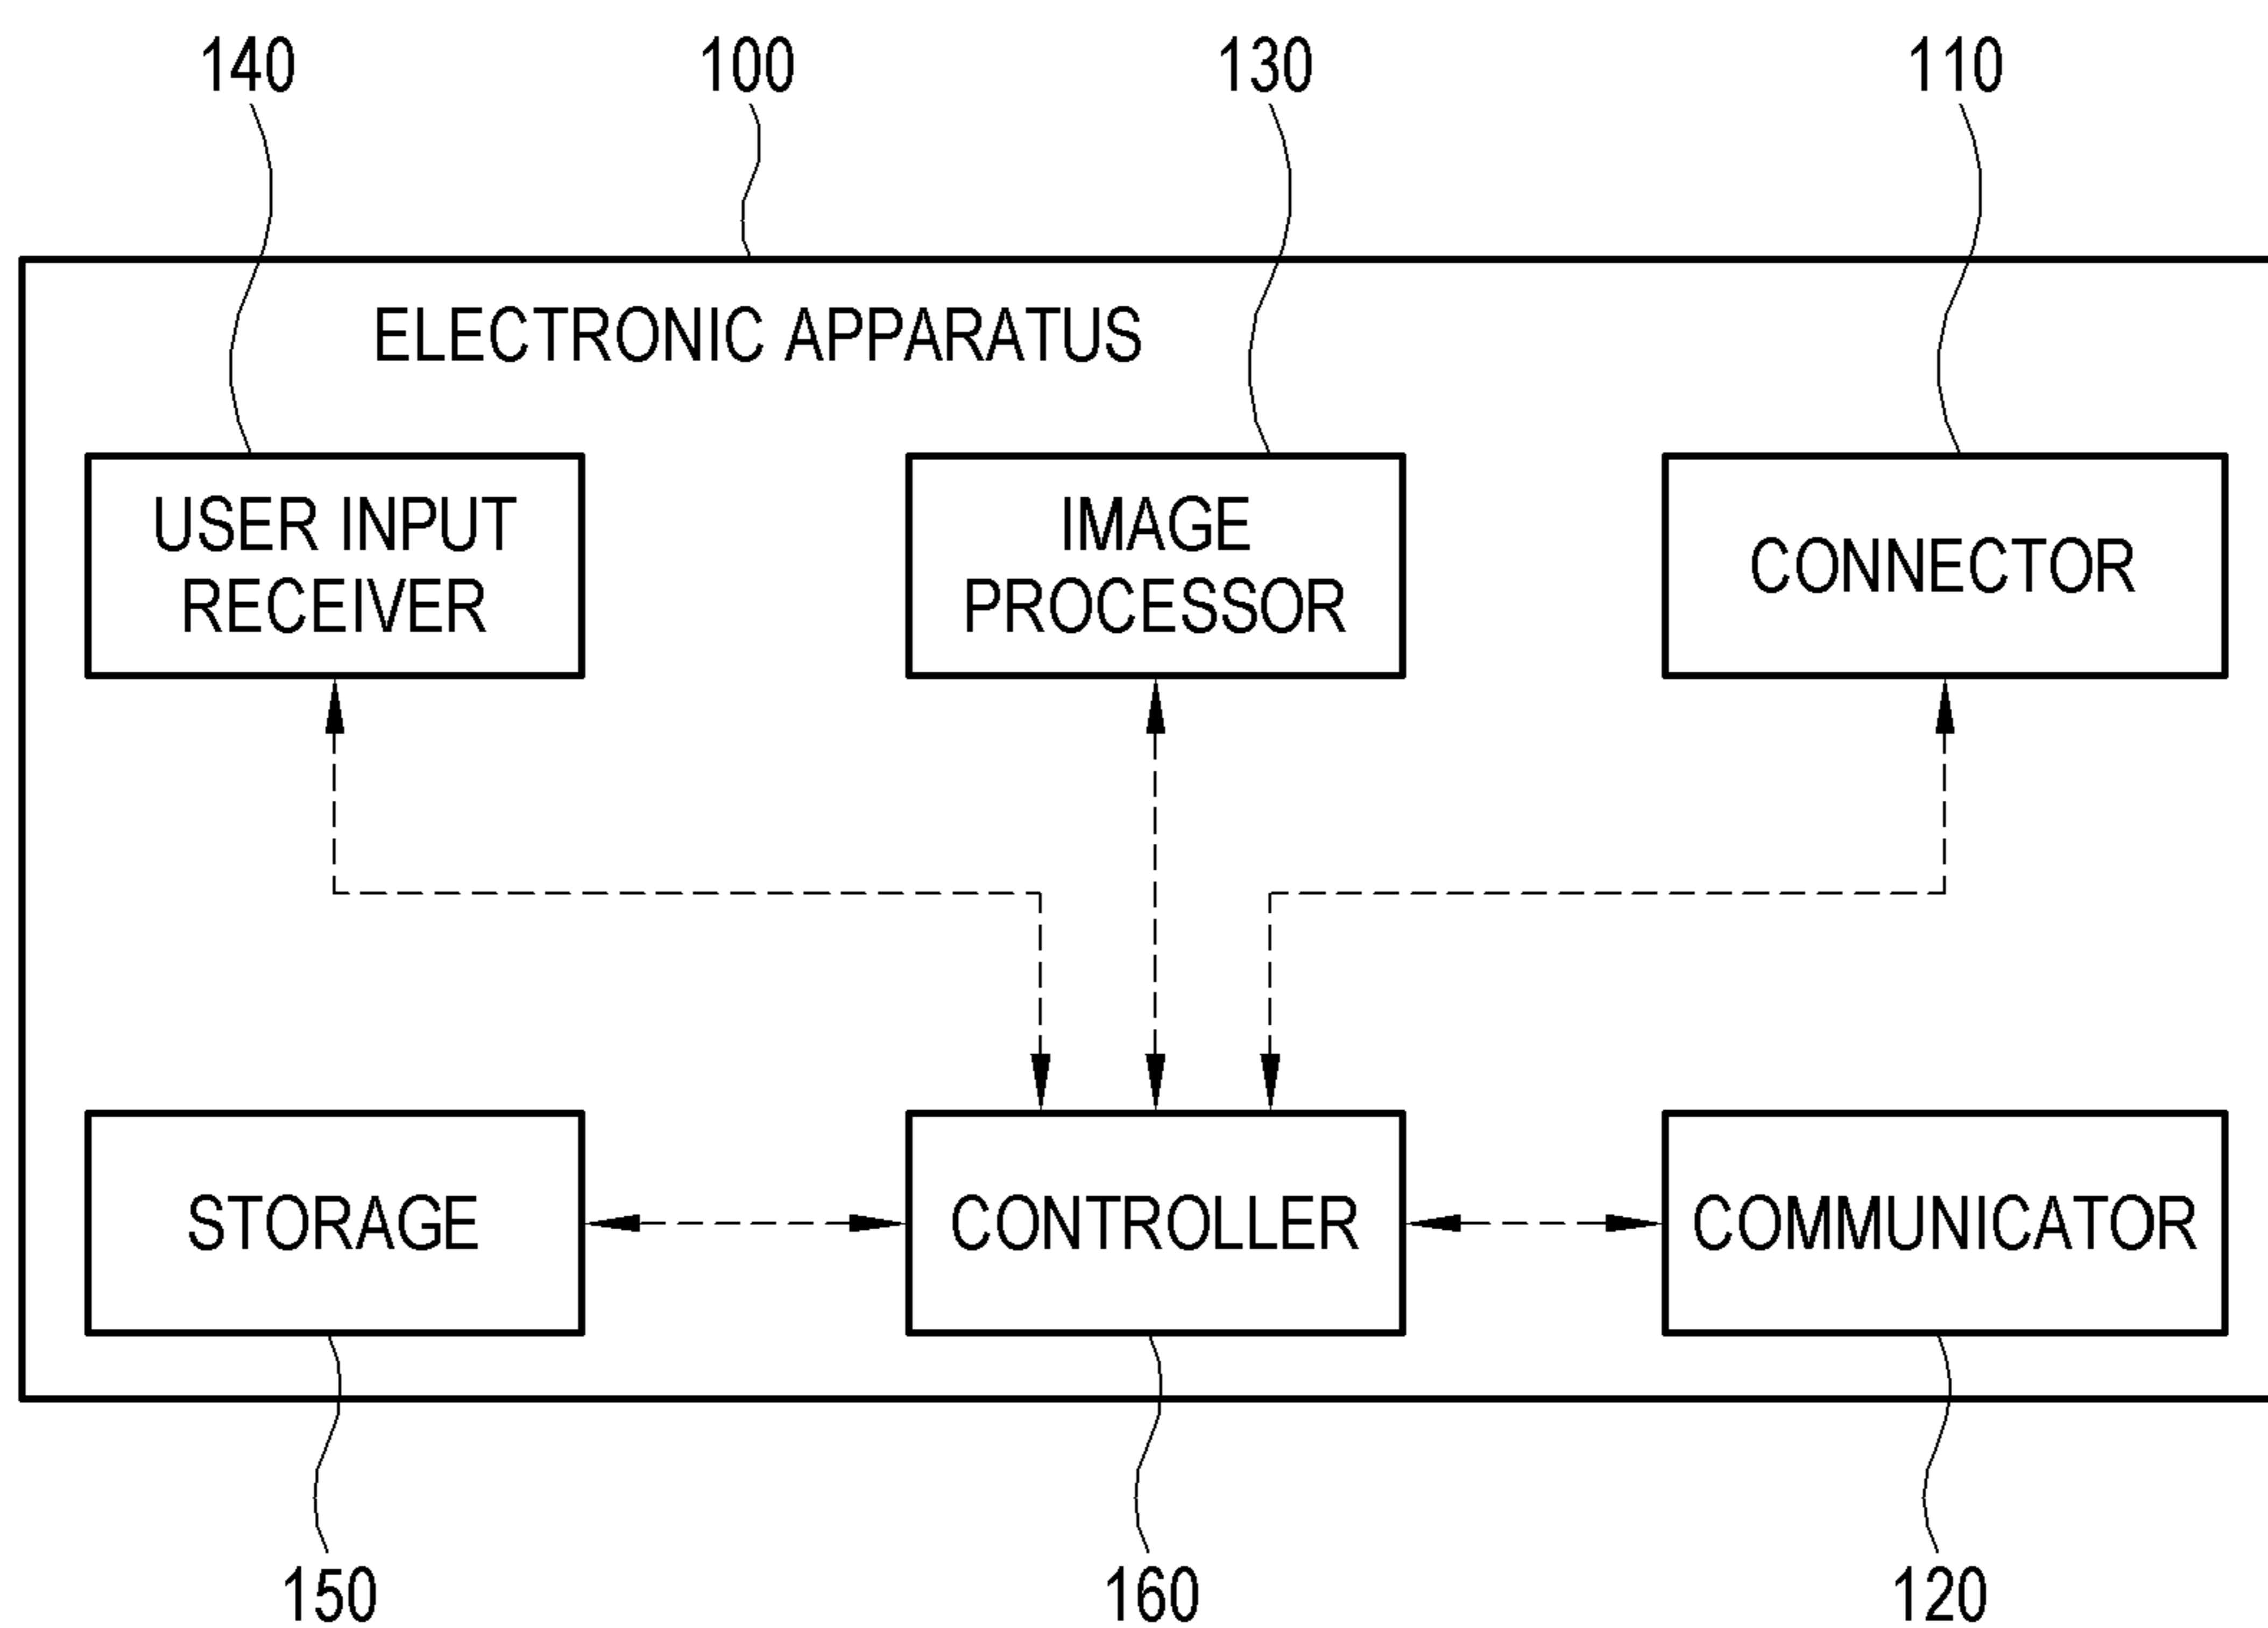 140
100
130
110
ELECTRONIC APPARATUS
USER INPUT
RECEIVER
IMAGE
PROCESSOR
CONNECTOR
STORAGE
CONTROLLER
COMMUNICATOR
150
160
120